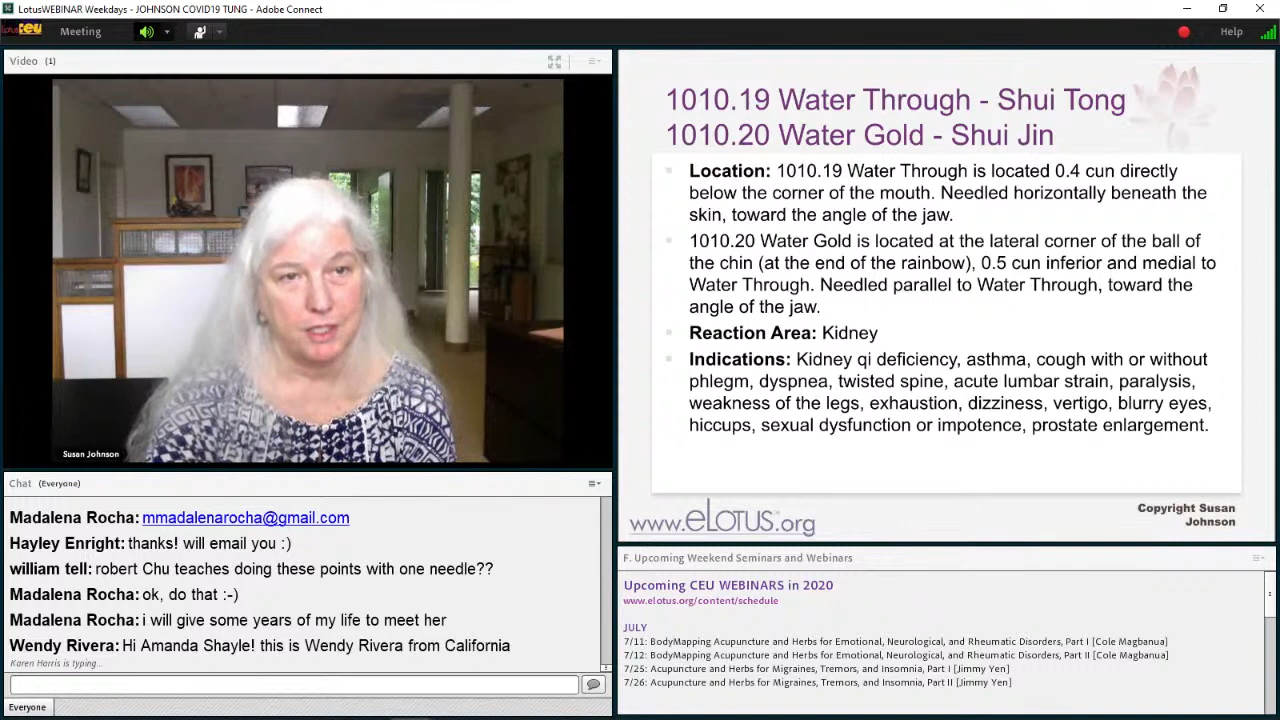 LotusWEBINAR Weekdays - JOHNSON COVID19 TUNG - Adobe Connect
Meeting
Help
Video (1)
Susan Johnson
1010.19 Water Through - Shui Tong
1010.20 Water Gold - Shui Jin
Location: 1010.19 Water Through is located 0.4 cun directly
below the corner of the mouth. Needled horizontally beneath the
skin, toward the angle of the jaw.
1010.20 Water Gold is located at the lateral corner of the ball of
the chin (at the end of the rainbow), 0.5 cun inferior and medial to
Water Through. Needled parallel to Water Through, toward the
angle of the jaw.
Reaction Area: Kidney
Indications: Kidney qi deficiency, asthma, cough with or without
phlegm, dyspnea, twisted spine, acute lumbar strain, paralysis,
weakness of the legs, exhaustion, dizziness, vertigo, blurry eyes,
hiccups, sexual dysfunction or impotence, prostate enlargement.
www.eLOTUS.org
Copyright Susan
Johnson
Chat (Everyone)
Madalena Rocha: mmadalenarocha@gmail.com
Hayley Enright: thanks! will email you :)
william tell: robert Chu teaches doing these points with one needle??
Madalena Rocha: ok, do that :-)
Madalena Rocha: i will give some years of my life to meet her
Wendy Rivera: Hi Amanda Shayle! this is Wendy Rivera from California
Karen Harris is typing...
Everyone
F. Upcoming Weekend Seminars and Webinars
Upcoming CEU WEBINARS in 2020
www.elotus.org/content/schedule
JULY
7/11: BodyMapping Acupuncture and Herbs for Emotional, Neurological, and Rheumatic Disorders, Part I [Cole Magbanua]
7/12: BodyMapping Acupuncture and Herbs for Emotional, Neurological, and Rheumatic Disorders, Part II [Cole Magbanua]
7/25: Acupuncture and Herbs for Migraines, Tremors, and Insomnia, Part I [Jimmy Yen]
7/26: Acupuncture and Herbs for Migraines, Tremors, and Insomnia, Part II [Jimmy Yen]